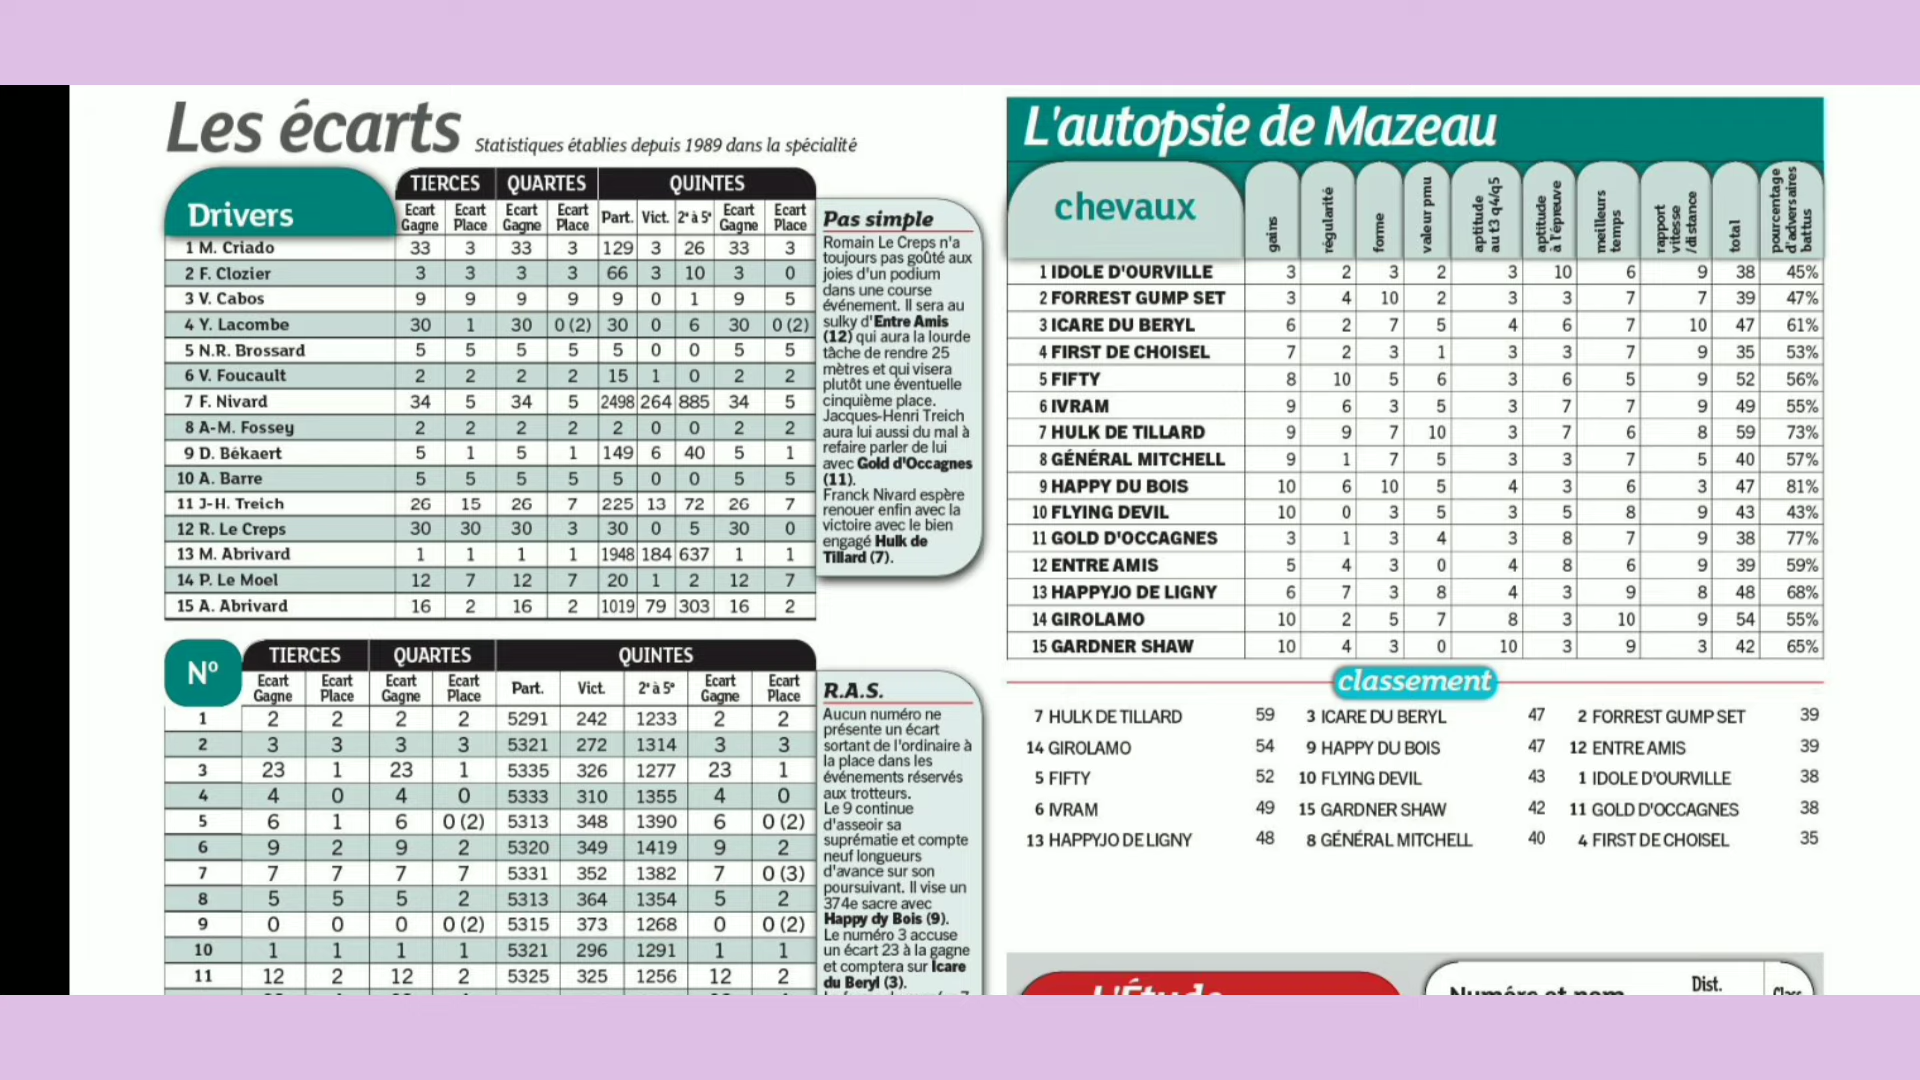 Les écarts Statistiques établies depuis 1989 dans la spécialité
Drivers
TIERCES QUARTES QUINTES
Ecart Gagne Ecart Place Ecart Gagne Ecart Place Part. Vict. 2e à 5e Ecart Gagne Ecart Place
1 M. Criado 33 3 33 3 129 3 26 33 3
2 F. Clozier 3 3 3 3 66 3 10 3 0
3 V. Cabos 9 9 9 9 9 0 1 9 5
4 Y. Lacombe 30 1 30 0 (2) 30 0 6 30 0 (2)
5 N.R. Brossard 5 5 5 5 5 0 0 5 5
6 V. Foucault 2 2 2 2 15 1 0 2 2
7 F. Nivard 34 5 34 5 2498 264 885 34 5
8 A-M. Fossey 2 2 2 2 2 0 0 2 2
9 D. Békaert 5 1 5 1 149 6 40 5 1
10 A. Barre 5 5 5 5 5 0 0 5 5
11 J-H. Treich 26 15 26 7 225 13 72 26 7
12 R. Le Creps 30 30 30 3 30 0 5 30 0
13 M. Abrivard 1 1 1 1 1948 184 637 1 1
14 P. Le Moel 12 7 12 7 20 1 2 12 7
15 A. Abrivard 16 2 16 2 1019 79 303 16 2
Pas simple
Romain Le Creps n'a
toujours pas goûté aux
joies d'un podium
dans une course
événement. Il sera au
sulky d'Entre Amis
(12) qui aura la lourde
tâche de rendre 25
mètres et qui visera
plutôt une éventuelle
cinquième place.
Jacques-Henri Treich
aura lui aussi du mal à
refaire parler de lui
avec Gold d'Occagnes
(11).
Franck Nivard espère
renouer enfin avec la
victoire avec le bien
engagé Hulk de
Tillard (7).
Nº
TIERCES QUARTES QUINTES
Ecart Gagne Ecart Place Ecart Gagne Ecart Place Part. Vict. 2e à 5e Ecart Gagne Ecart Place
1 2 2 2 2 5291 242 1233 2 2
2 3 3 3 3 5321 272 1314 3 3
3 23 1 23 1 5335 326 1277 23 1
4 4 0 4 0 5333 310 1355 4 0
5 6 1 6 0 (2) 5313 348 1390 6 0 (2)
6 9 2 9 2 5320 349 1419 9 2
7 7 7 7 7 5331 352 1382 7 0 (3)
8 5 5 5 2 5313 364 1354 5 2
9 0 0 0 0 (2) 5315 373 1268 0 0 (2)
10 1 1 1 1 5321 296 1291 1 1
11 12 2 12 2 5325 325 1256 12 2
R.A.S.
Aucun numéro ne
présente un écart
sortant de l'ordinaire à
la place dans les
événements réservés
aux trotteurs.
Le 9 continue
d'asseoir sa
suprématie et compte
neuf longueurs
d'avance sur son
poursuivant. Il vise un
374e sacre avec
Happy dy Bois (9).
Le numéro 3 accuse
un écart 23 à la gagne
et comptera sur Icare
du Beryl (3).
L'autopsie de Mazeau
chevaux gains régularité forme valeur pmu aptitude au t3 q4/q5 aptitude à l'épreuve meilleurs temps rapport vitesse /distance total pourcentage d'adversaires battus
1 IDOLE D'OURVILLE 3 2 3 2 3 10 6 9 38 45%
2 FORREST GUMP SET 3 4 10 2 3 3 7 7 39 47%
3 ICARE DU BERYL 6 2 7 5 4 6 7 10 47 61%
4 FIRST DE CHOISEL 7 2 3 1 3 3 7 9 35 53%
5 FIFTY 8 10 5 6 3 6 5 9 52 56%
6 IVRAM 9 6 3 5 3 7 7 9 49 55%
7 HULK DE TILLARD 9 9 7 10 3 7 6 8 59 73%
8 GÉNÉRAL MITCHELL 9 1 7 5 3 3 7 5 40 57%
9 HAPPY DU BOIS 10 6 10 5 4 3 6 3 47 81%
10 FLYING DEVIL 10 0 3 5 3 5 8 9 43 43%
11 GOLD D'OCCAGNES 3 1 3 4 3 8 7 9 38 77%
12 ENTRE AMIS 5 4 3 0 4 8 6 9 39 59%
13 HAPPYJO DE LIGNY 6 7 3 8 4 3 9 8 48 68%
14 GIROLAMO 10 2 5 7 8 3 10 9 54 55%
15 GARDNER SHAW 10 4 3 0 10 3 9 3 42 65%
classement
7 HULK DE TILLARD 59 3 ICARE DU BERYL 47 2 FORREST GUMP SET 39
14 GIROLAMO 54 9 HAPPY DU BOIS 47 12 ENTRE AMIS 39
5 FIFTY 52 10 FLYING DEVIL 43 1 IDOLE D'OURVILLE 38
6 IVRAM 49 15 GARDNER SHAW 42 11 GOLD D'OCCAGNES 38
13 HAPPYJO DE LIGNY 48 8 GÉNÉRAL MITCHELL 40 4 FIRST DE CHOISEL 35
L'Étude
Numéro et nom Dist.